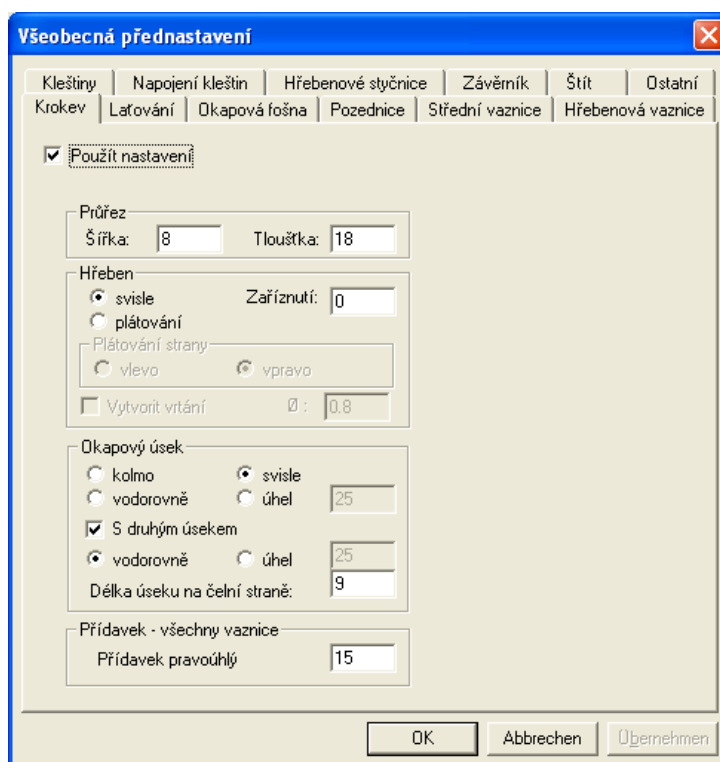 Všeobecná přednastavení
Kleštiny Napojení kleštin Hřebenové styčnice Závěrník Štít Ostatní
Krokev Laťování Okapová fošna Pozednice Střední vaznice Hřebenová vaznice
Použít nastavení
Průřez
Šířka: 8 Tloušťka: 18
Hřeben
svisle Zaříznutí: 0
plátování
Plátování strany
vlevo vpravo
Vytvorit vrtání Ø : 0.8
Okapový úsek
kolmo svisle
vodorovně úhel 25
S druhým úsekem
vodorovně úhel 25
Délka úseku na čelní straně: 9
Přídavek - všechny vaznice
Přídavek pravoúhlý 15
OK Abbrechen Übernehmen